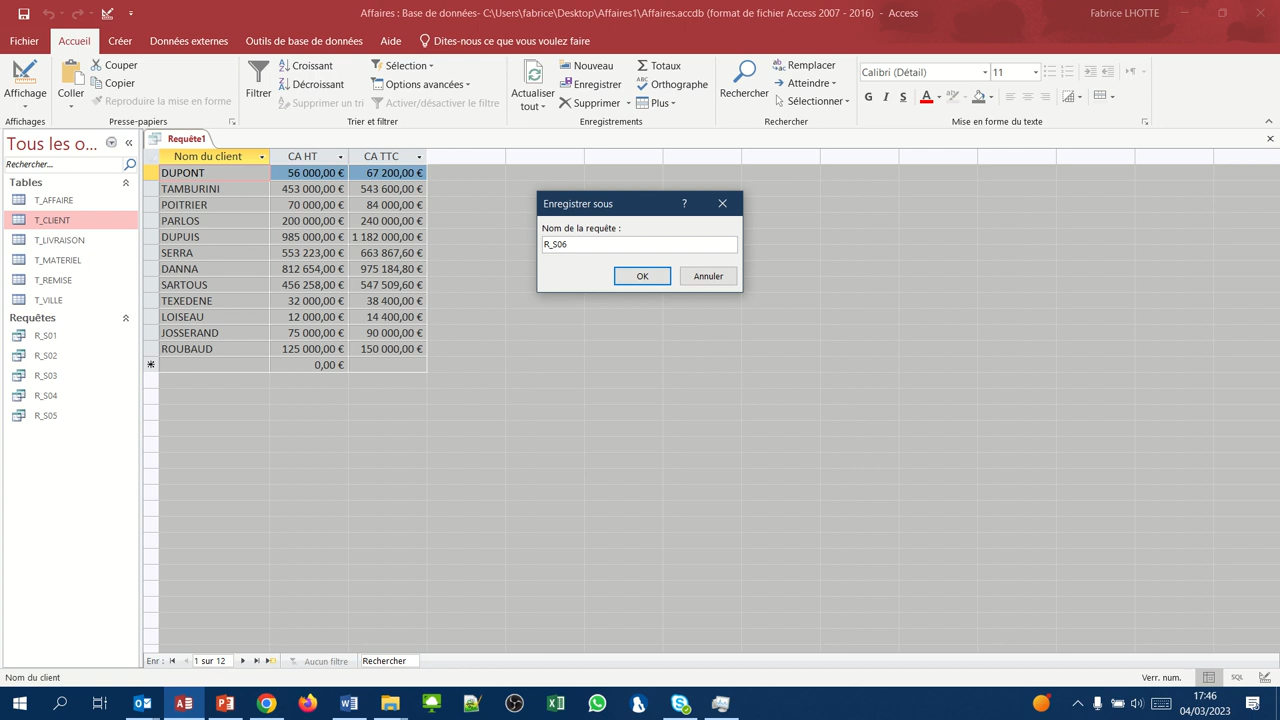 Affaires : Base de données- C:\Users\fabrice\Desktop\Affaires1\Affaires.accdb (format de fichier Access 2007 - 2016) - Access
Fabrice LHOTTE
Fichier Accueil Créer Données externes Outils de base de données Aide Dites-nous ce que vous voulez faire
Affichage
Affichages
Coller
Couper
Copier
Reproduire la mise en forme
Presse-papiers
Filtrer
Croissant
Décroissant
Supprimer un tri
Sélection
Options avancées
Activer/désactiver le filtre
Trier et filtrer
Actualiser
tout
Nouveau
Enregistrer
Supprimer
Totaux
Orthographe
Plus
Enregistrements
Rechercher
Remplacer
Atteindre
Sélectionner
Rechercher
Calibri (Détail) 11
G I S A
Mise en forme du texte
Tous les o...
Rechercher...
Tables
T_AFFAIRE
T_CLIENT
T_LIVRAISON
T_MATERIEL
T_REMISE
T_VILLE
Requêtes
R_S01
R_S02
R_S03
R_S04
R_S05
Requête1
Nom du client CA HT CA TTC
DUPONT 56 000,00 € 67 200,00 €
TAMBURINI 453 000,00 € 543 600,00 €
POITRIER 70 000,00 € 84 000,00 €
PARLOS 200 000,00 € 240 000,00 €
DUPUIS 985 000,00 € 1 182 000,00 €
SERRA 553 223,00 € 663 867,60 €
DANNA 812 654,00 € 975 184,80 €
SARTOUS 456 258,00 € 547 509,60 €
TEXEDENE 32 000,00 € 38 400,00 €
LOISEAU 12 000,00 € 14 400,00 €
JOSSERAND 75 000,00 € 90 000,00 €
ROUBAUD 125 000,00 € 150 000,00 €
0,00 €
Enregistrer sous ?
Nom de la requête :
R_S06
OK Annuler
Enr : 1 sur 12 Aucun filtre Rechercher
Nom du client
Verr. num. SQL
17:46
04/03/2023